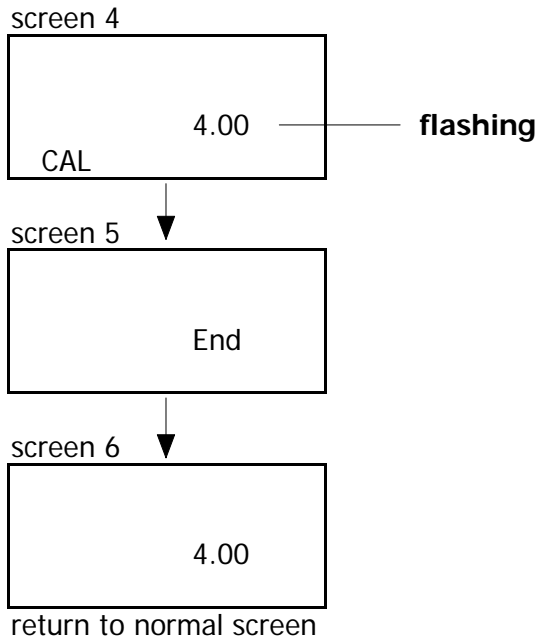 screen 4
4.00 flashing
CAL
screen 5
End
screen 6
4.00
return to normal screen